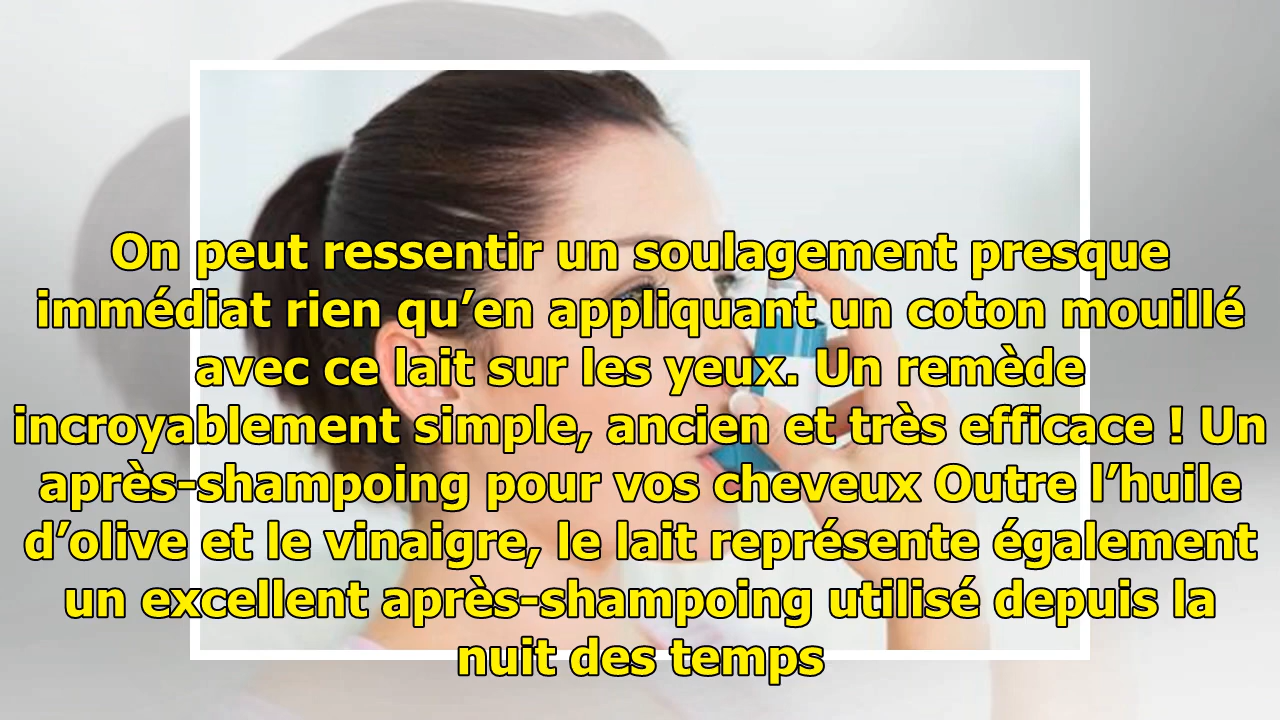 On peut ressentir un soulagement presque
immédiat rien qu’en appliquant un coton mouillé
avec ce lait sur les yeux. Un remède
incroyablement simple, ancien et très efficace ! Un
après-shampoing pour vos cheveux Outre l’huile
d’olive et le vinaigre, le lait représente également
un excellent après-shampoing utilisé depuis la
nuit des temps